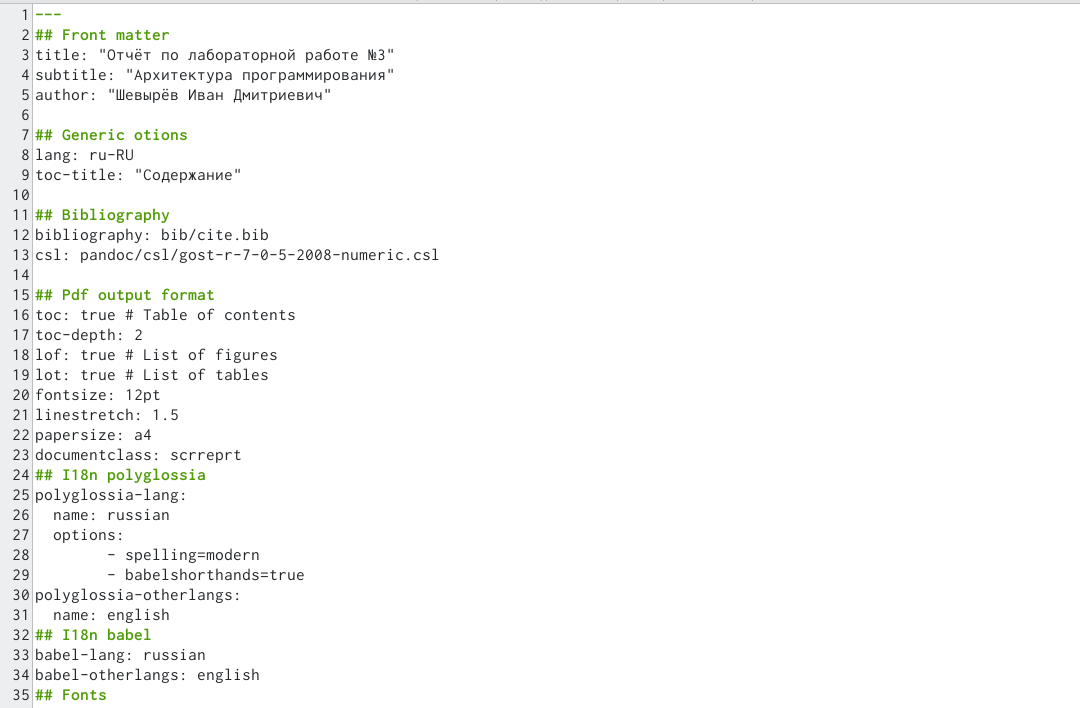 1 ---
2 ## Front matter
3 title: "Отчёт по лабораторной работе №3"
4 subtitle: "Архитектура программирования"
5 author: "Шевырёв Иван Дмитриевич"
6
7 ## Generic otions
8 lang: ru-RU
9 toc-title: "Содержание"
10
11 ## Bibliography
12 bibliography: bib/cite.bib
13 csl: pandoc/csl/gost-r-7-0-5-2008-numeric.csl
14
15 ## Pdf output format
16 toc: true # Table of contents
17 toc-depth: 2
18 lof: true # List of figures
19 lot: true # List of tables
20 fontsize: 12pt
21 linestretch: 1.5
22 papersize: a4
23 documentclass: scrreprt
24 ## I18n polyglossia
25 polyglossia-lang:
26   name: russian
27   options:
28         - spelling=modern
29         - babelshorthands=true
30 polyglossia-otherlangs:
31   name: english
32 ## I18n babel
33 babel-lang: russian
34 babel-otherlangs: english
35 ## Fonts